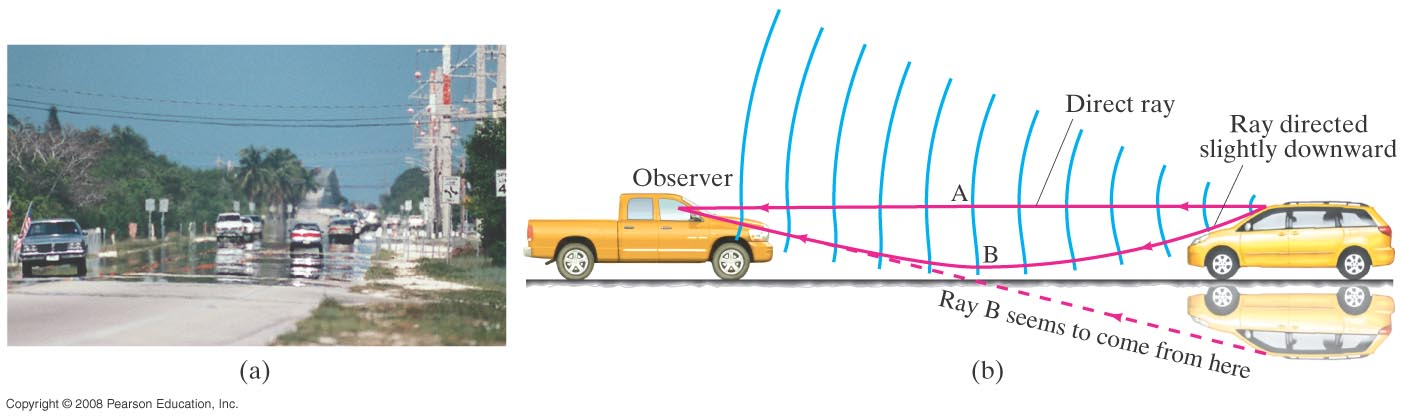 Observer
A
Direct ray
Ray directed
slightly downward
B
Ray B seems to come from here
(a)
(b)
Copyright © 2008 Pearson Education, Inc.